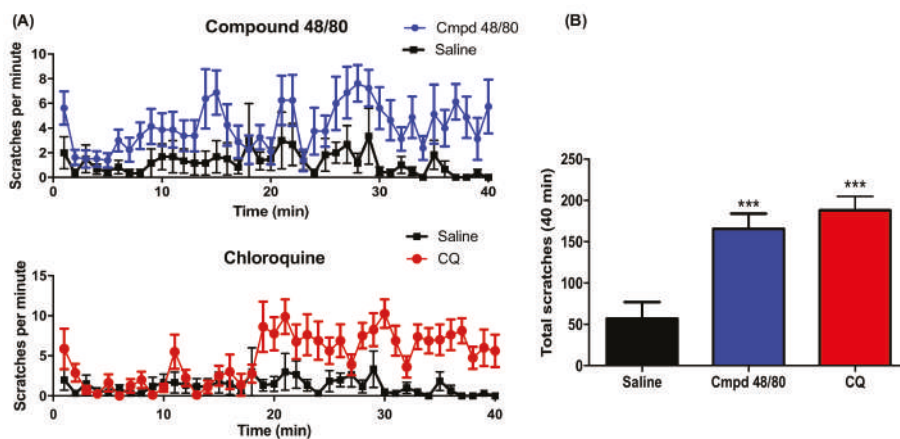 (A)
Compound 48/80
Cmpd 48/80
Saline
Scratches per minute
10
8
6
4
2
0
0 10 20 30 40
Time (min)
Chloroquine
Saline
CQ
Scratches per minute
15
10
5
0
0 10 20 30 40
Time (min)
(B)
Total scratches (40 min)
250
200
150
100
50
0
***
***
Saline Cmpd 48/80 CQ